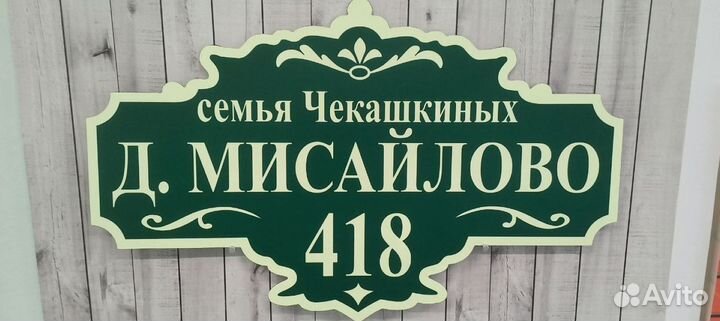 семья Чекашкиных
Д. МИСАЙЛОВО
418
Avito